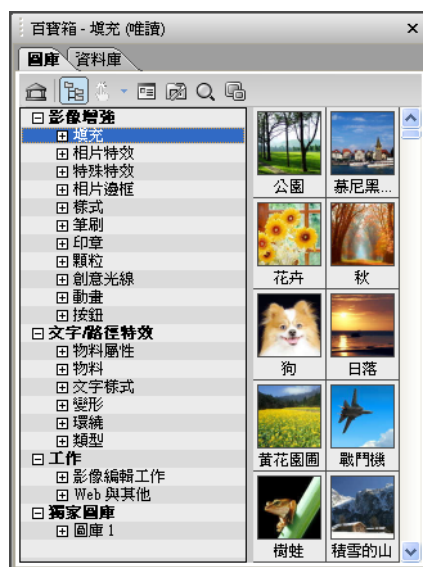 百寶箱 - 填充 (唯讀)
圖庫 資料庫
影像增強
填充
相片特效
特殊特效
相片邊框
樣式
筆刷
印章
顆粒
創意光線
動畫
按鈕
文字/路徑特效
物料屬性
物料
文字樣式
變形
環繞
類型
工作
影像編輯工作
Web 與其他
獨家圖庫
圖庫 1
公園 慕尼黑...
花卉 秋
狗 日落
黃花園圃 戰鬥機
樹蛙 積雪的山